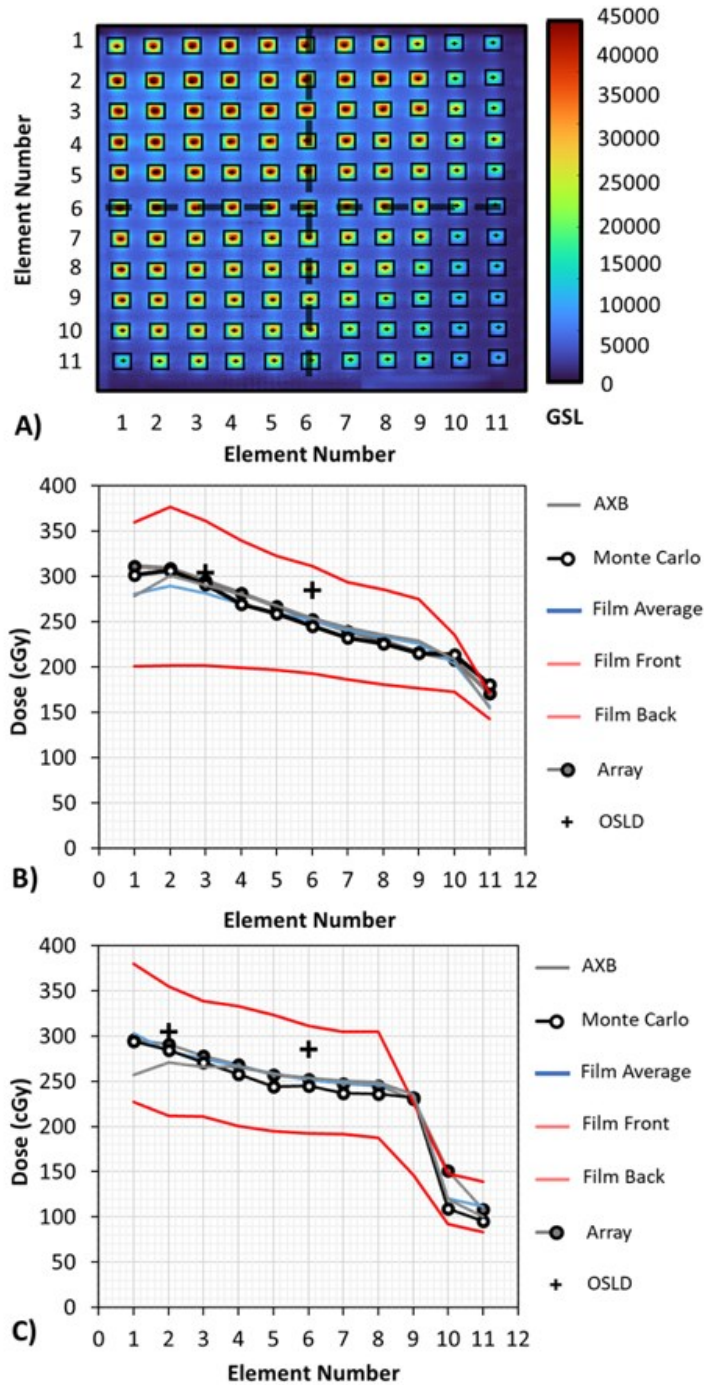 1
2
3
4
5
6
7
8
9
10
11
Element Number
1 2 3 4 5 6 7 8 9 10 11
Element Number
A)
45000
40000
35000
30000
25000
20000
15000
10000
5000
0
GSL
400
350
300
250
200
150
100
50
0
Dose (cGy)
0 1 2 3 4 5 6 7 8 9 10 11 12
Element Number
B)
AXB
Monte Carlo
Film Average
Film Front
Film Back
Array
OSLD
400
350
300
250
200
150
100
50
0
Dose (cGy)
0 1 2 3 4 5 6 7 8 9 10 11 12
Element Number
C)
AXB
Monte Carlo
Film Average
Film Front
Film Back
Array
OSLD